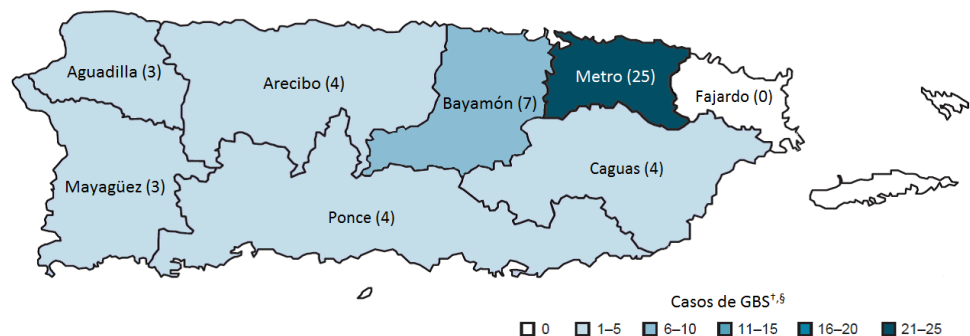 Aguadilla (3)
Arecibo (4)
Bayamón (7)
Metro (25)
Fajardo (0)
Mayagüez (3)
Ponce (4)
Caguas (4)
Casos de GBS†,§
0 1–5 6–10 11–15 16–20 21–25